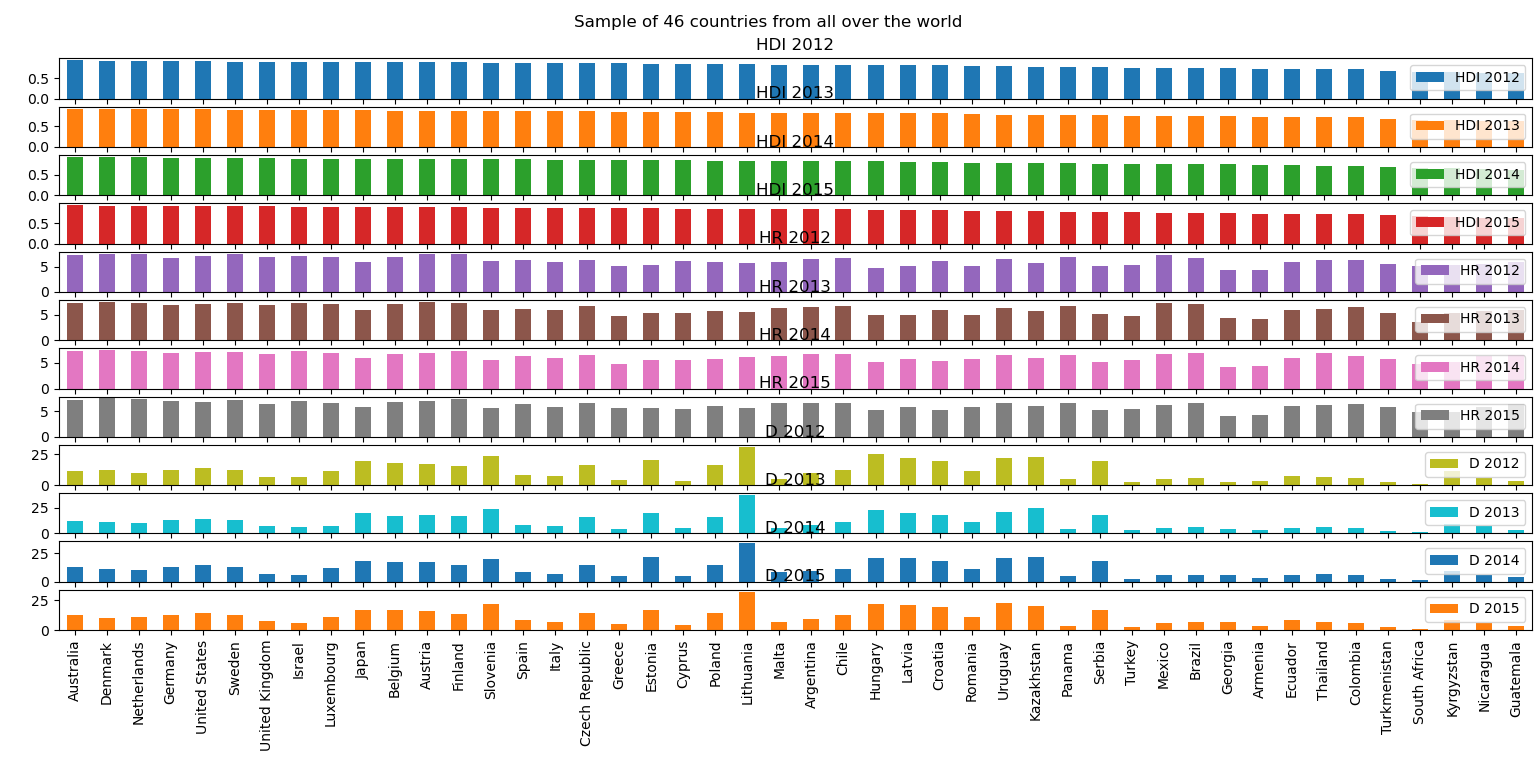 Sample of 46 countries from all over the world
HDI 2012
0.5
0.0
HDI 2012
HDI 2013
0.5
0.0
HDI 2013
HDI 2014
0.5
0.0
HDI 2014
HDI 2015
0.5
0.0
HDI 2015
HR 2012
5
0
HR 2012
HR 2013
5
0
HR 2013
HR 2014
5
0
HR 2014
HR 2015
5
0
HR 2015
D 2012
25
0
D 2012
D 2013
25
0
D 2013
D 2014
25
0
D 2014
D 2015
25
0
D 2015
Australia
Denmark
Netherlands
Germany
United States
Sweden
United Kingdom
Israel
Luxembourg
Japan
Belgium
Austria
Finland
Slovenia
Spain
Italy
Czech Republic
Greece
Estonia
Cyprus
Poland
Lithuania
Malta
Argentina
Chile
Hungary
Latvia
Croatia
Romania
Uruguay
Kazakhstan
Panama
Serbia
Turkey
Mexico
Brazil
Georgia
Armenia
Ecuador
Thailand
Colombia
Turkmenistan
South Africa
Kyrgyzstan
Nicaragua
Guatemala